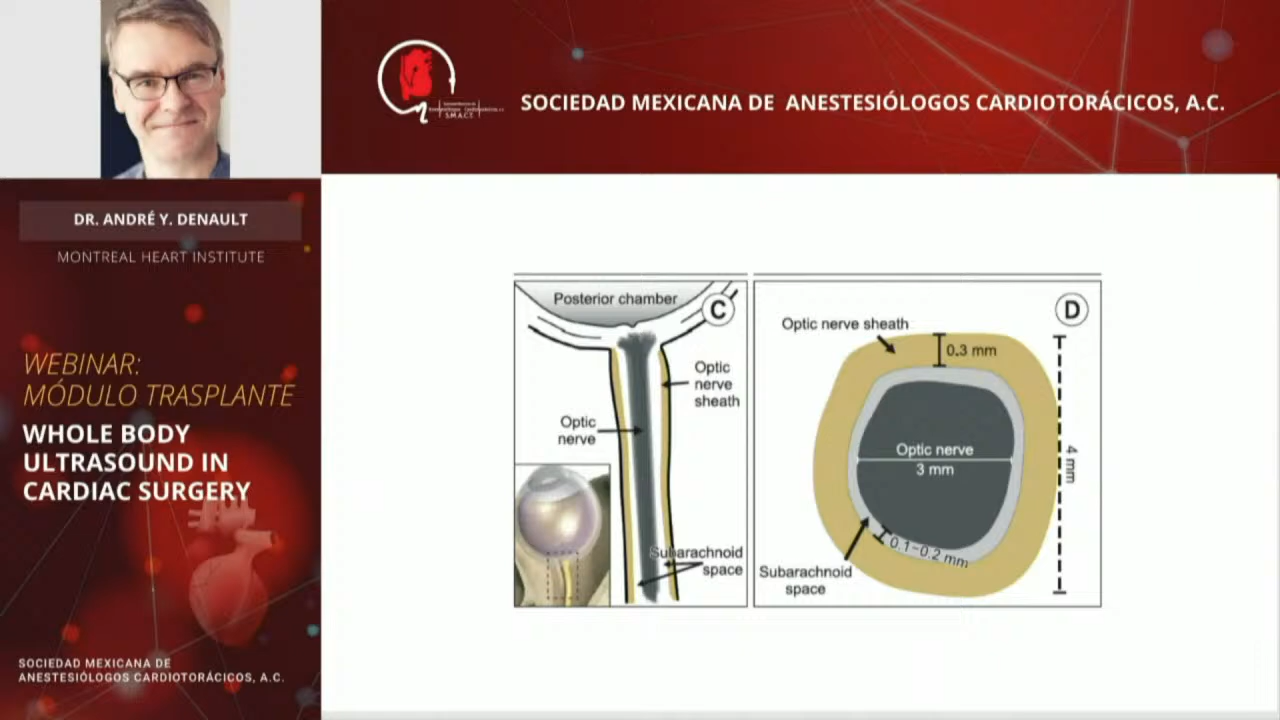 SOCIEDAD MEXICANA DE ANESTESIÓLOGOS CARDIOTORÁCICOS, A.C.
S.M.A.C.T.
DR. ANDRÉ Y. DENAULT
MONTREAL HEART INSTITUTE
WEBINAR:
MÓDULO TRASPLANTE
WHOLE BODY
ULTRASOUND IN
CARDIAC SURGERY
SOCIEDAD MEXICANA DE
ANESTESIÓLOGOS CARDIOTORÁCICOS, A.C.
Posterior chamber
C
Optic
nerve
sheath
Optic
nerve
Subarachnoid
space
D
Optic nerve sheath
0.3 mm
Optic nerve
3 mm
4 mm
0.1–0.2 mm
Subarachnoid
space